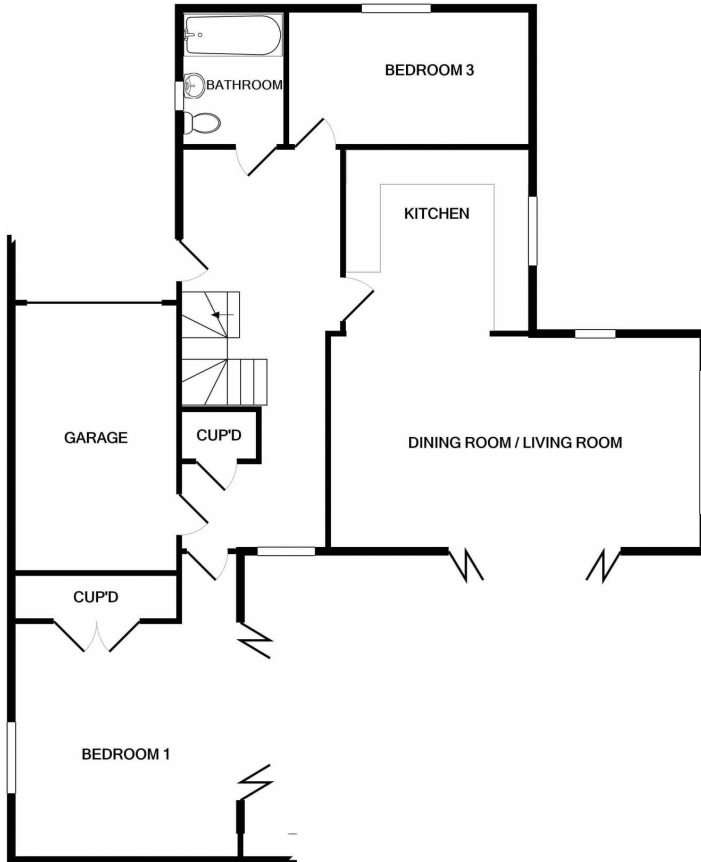 BEDROOM 3
BATHROOM
KITCHEN
GARAGE
CUP'D
DINING ROOM / LIVING ROOM
CUP'D
BEDROOM 1